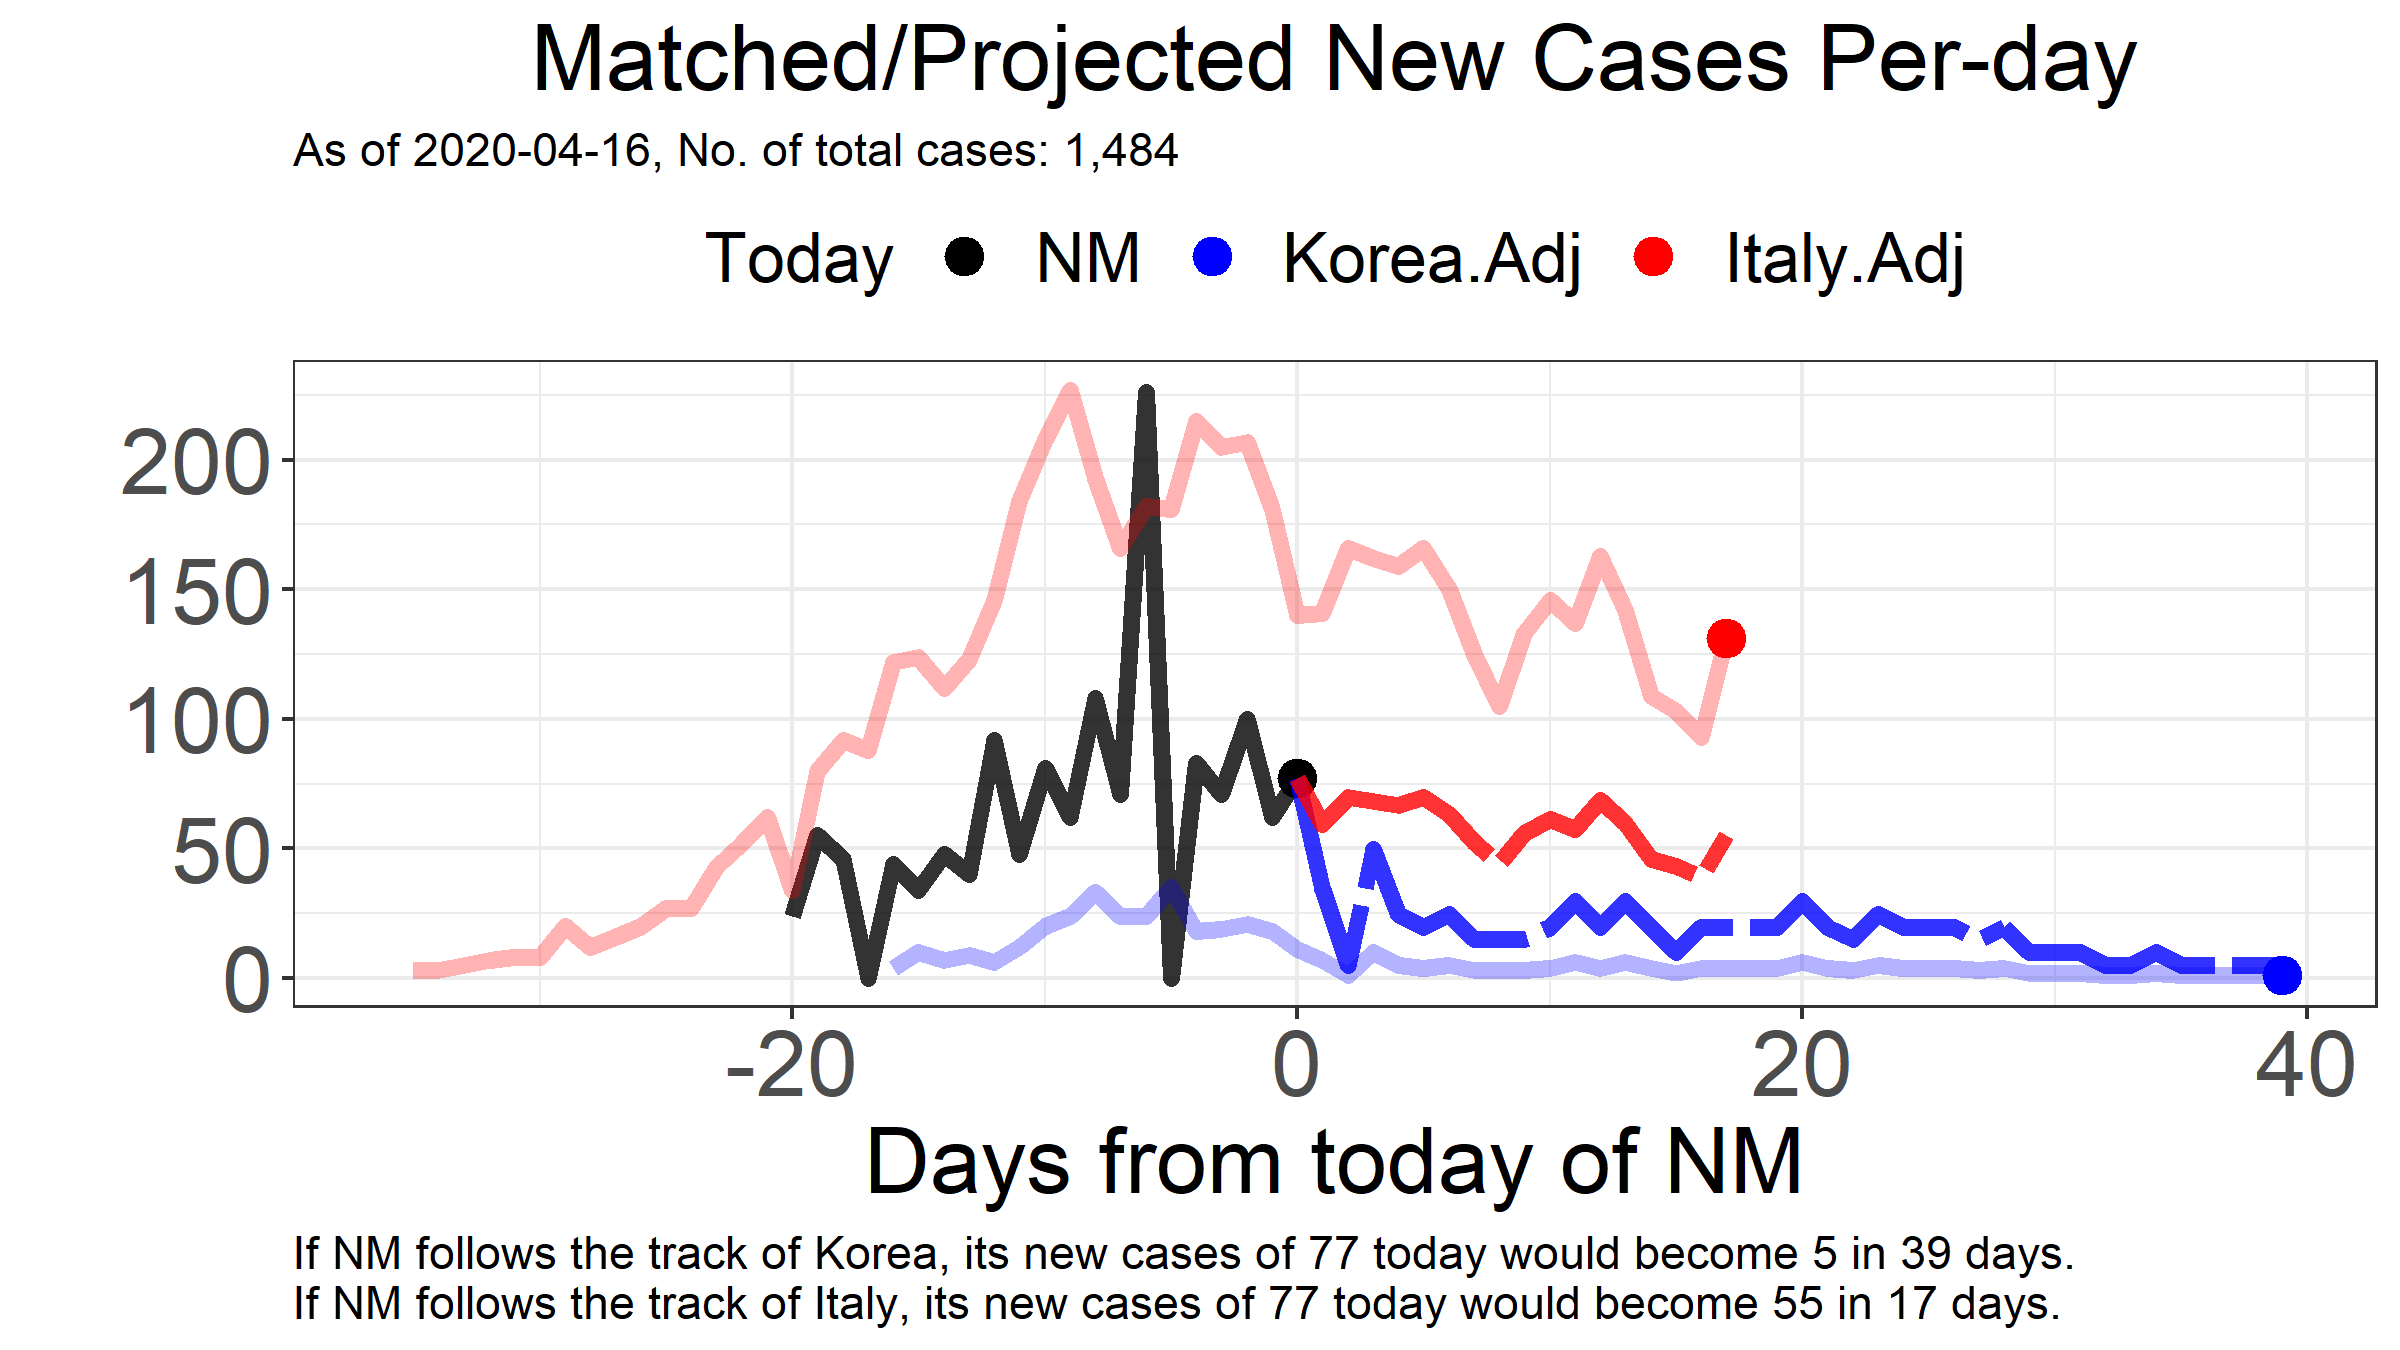 Matched/Projected New Cases Per-day
As of 2020-04-16, No. of total cases: 1,484
Today NM Korea.Adj Italy.Adj
200
150
100
50
0
-20 0 20 40
Days from today of NM
If NM follows the track of Korea, its new cases of 77 today would become 5 in 39 days.
If NM follows the track of Italy, its new cases of 77 today would become 55 in 17 days.